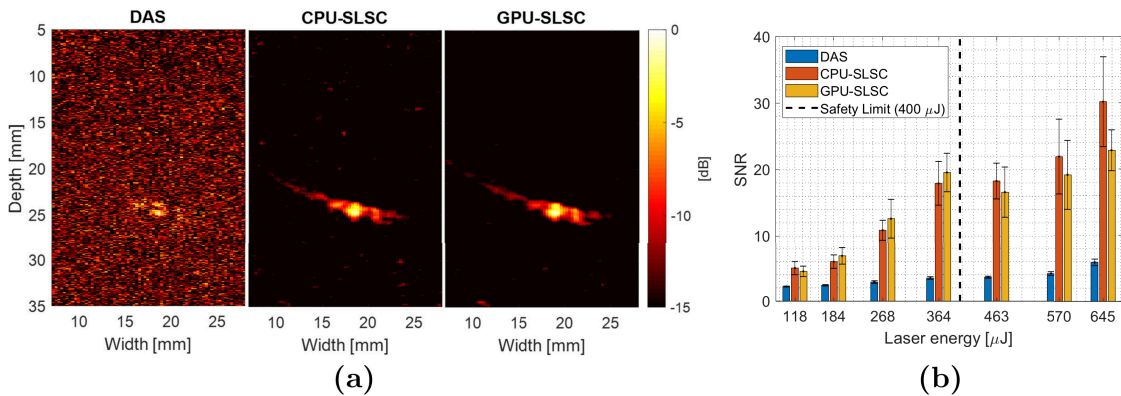 DAS
CPU-SLSC
GPU-SLSC
Depth [mm]
5
10
15
20
25
30
35
10 15 20 25
10 15 20 25
10 15 20 25
Width [mm]
Width [mm]
Width [mm]
0
-5
-10
-15
[dB]
(a)
SNR
40
30
20
10
0
DAS
CPU-SLSC
GPU-SLSC
Safety Limit (400 μJ)
118 184 268 364 463 570 645
Laser energy [μJ]
(b)